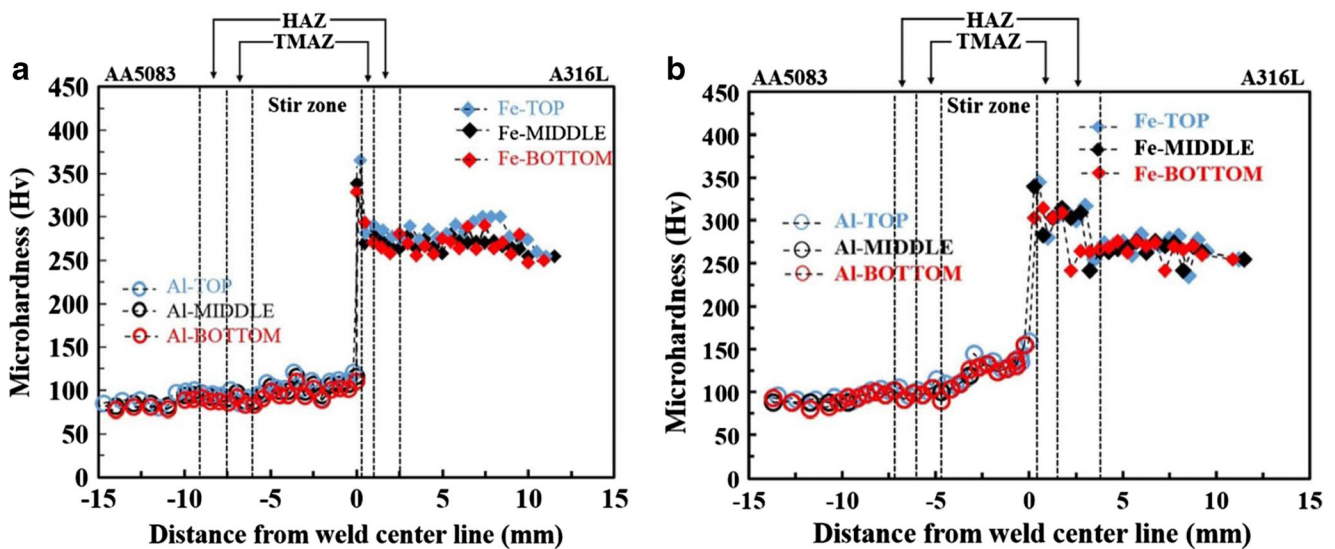 HAZ
TMAZ
a
AA5083
A316L
450
400
350
300
250
200
150
100
50
0
Microhardness (Hv)
Stir zone
Fe-TOP
Fe-MIDDLE
Fe-BOTTOM
Al-TOP
Al-MIDDLE
Al-BOTTOM
-15 -10 -5 0 5 10 15
Distance from weld center line (mm)
HAZ
TMAZ
b
AA5083
A316L
450
400
350
300
250
200
150
100
50
0
Microhardness (Hv)
Stir zone
Fe-TOP
Fe-MIDDLE
Fe-BOTTOM
Al-TOP
Al-MIDDLE
Al-BOTTOM
-15 -10 -5 0 5 10 15
Distance from weld center line (mm)